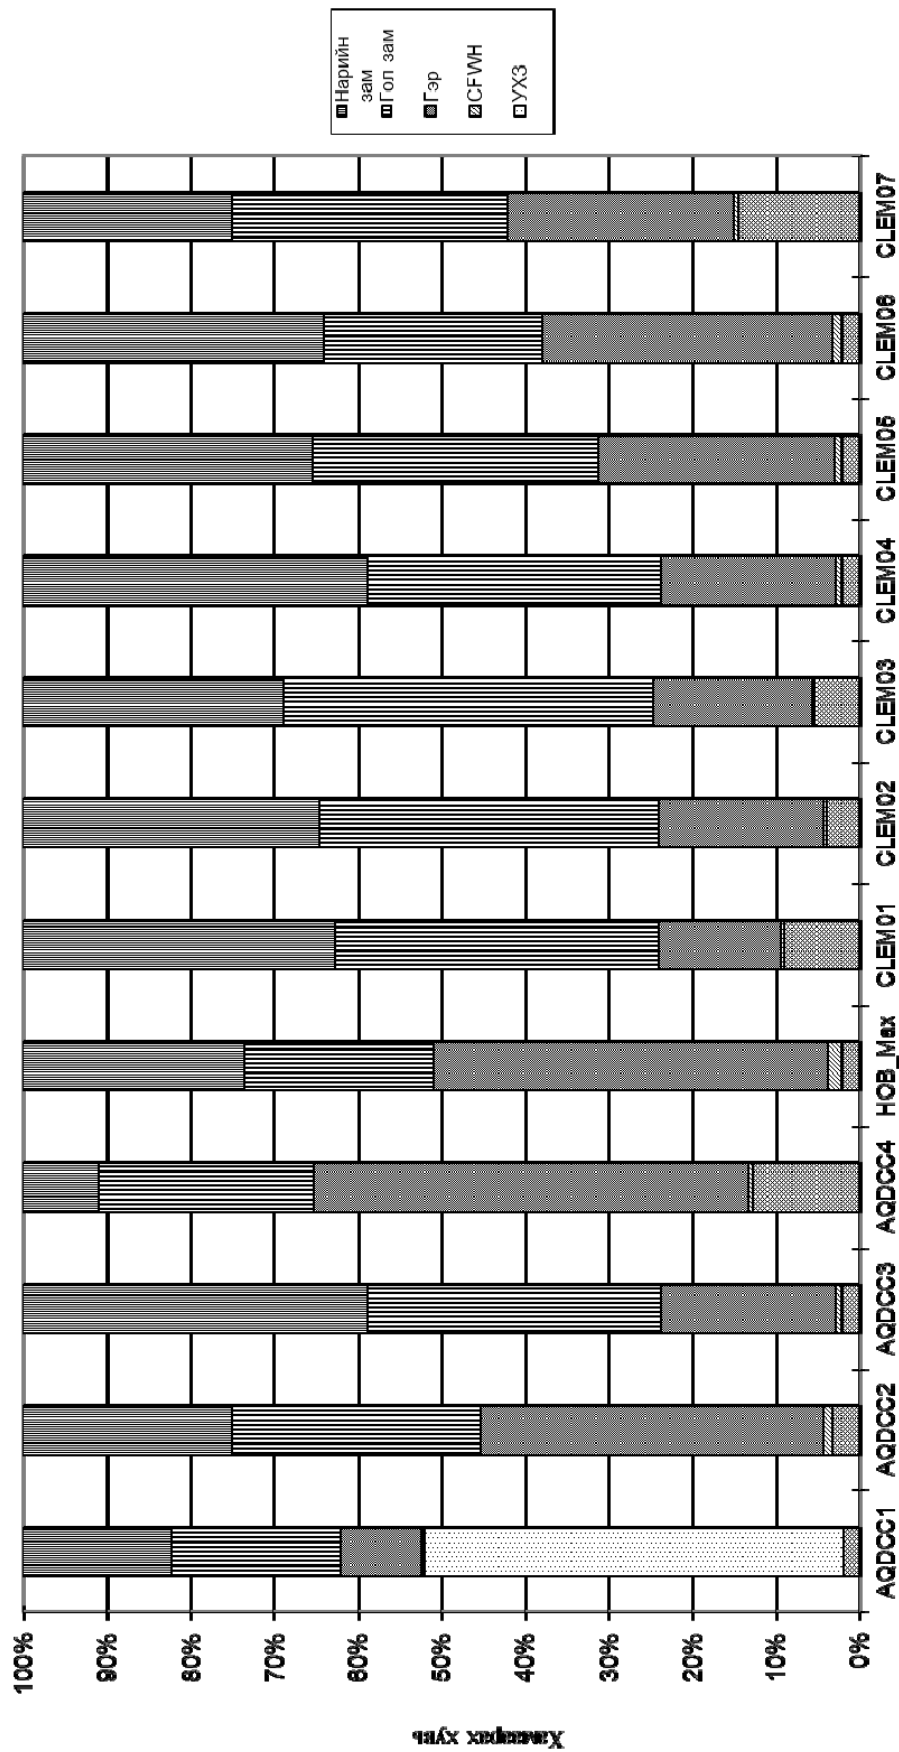 Нарийн
зам
Гол зам
Гэр
CFWH
УХЗ
100%
90%
80%
70%
60%
50%
40%
30%
20%
10%
0%
Хамаарах хувь
AQDCC1
AQDCC2
AQDCC3
AQDCC4
HOB_Max
CLEM01
CLEM02
CLEM03
CLEM04
CLEM05
CLEM06
CLEM07